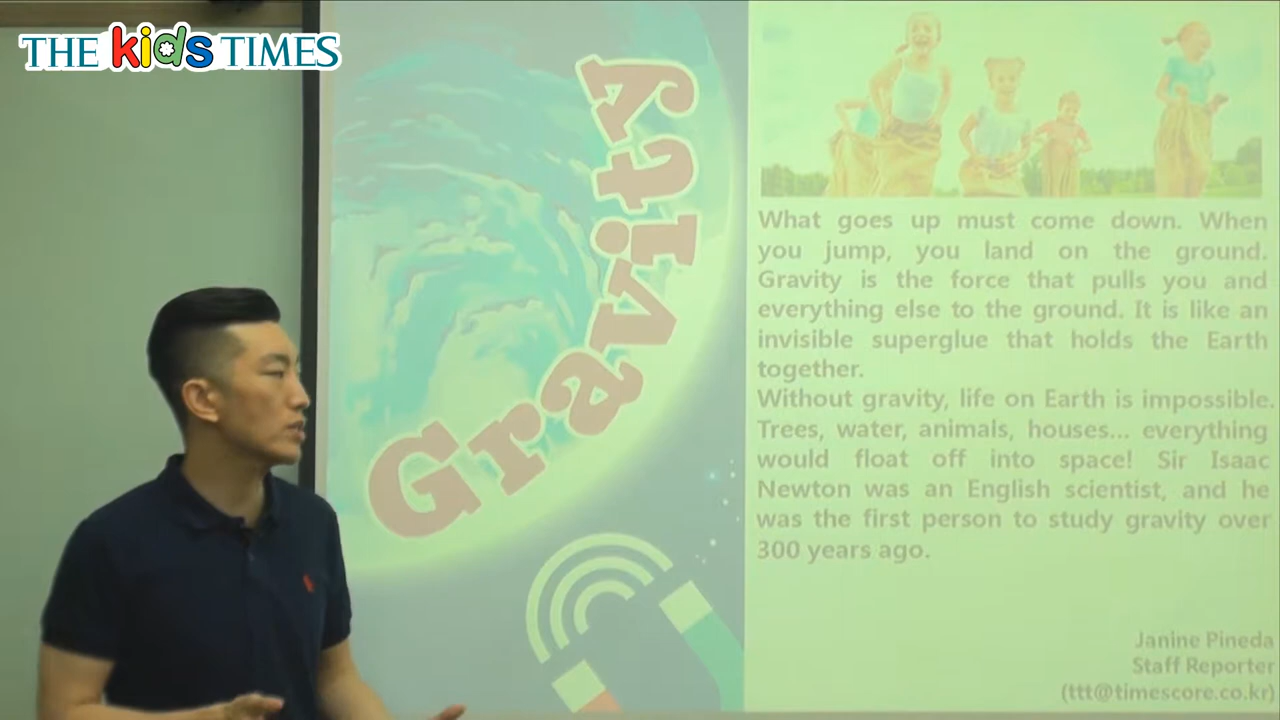 THE kids TIMES
Gravity
What goes up must come down. When
you jump, you land on the ground.
Gravity is the force that pulls you and
everything else to the ground. It is like an
invisible superglue that holds the Earth
together.
Without gravity, life on Earth is impossible.
Trees, water, animals, houses... everything
would float off into space! Sir Isaac
Newton was an English scientist, and he
was the first person to study gravity over
300 years ago.
Janine Pineda
Staff Reporter
(ttt@timescore.co.kr)